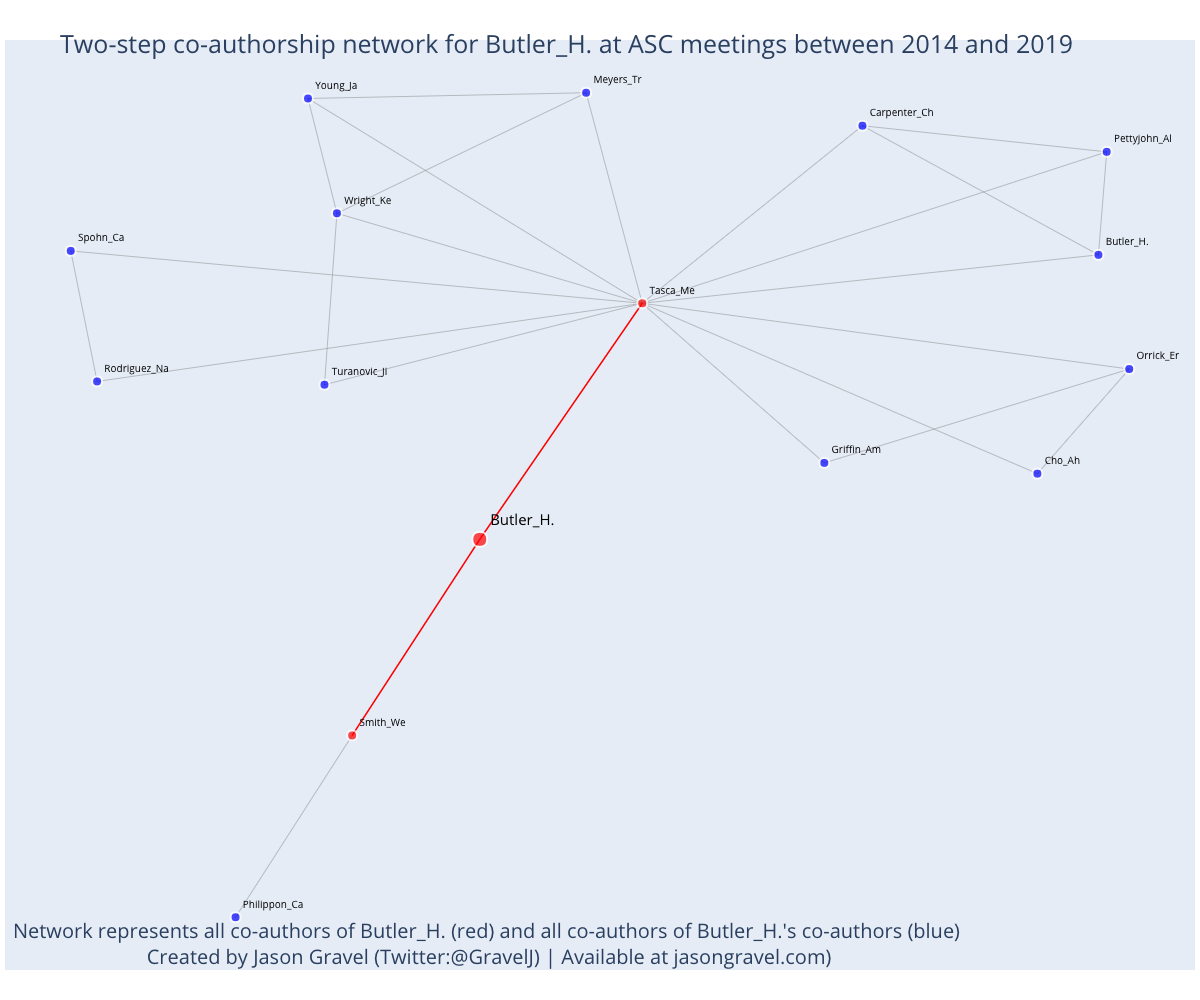 Two-step co-authorship network for Butler_H. at ASC meetings between 2014 and 2019
Young_Ja
Meyers_Tr
Carpenter_Ch
Pettyjohn_Al
Wright_Ke
Spohn_Ca
Butler_H.
Tasca_Me
Rodriguez_Na
Turanovic_Ji
Orrick_Er
Griffin_Am
Cho_Ah
Butler_H.
Smith_We
Philippon_Ca
Network represents all co-authors of Butler_H. (red) and all co-authors of Butler_H.'s co-authors (blue)
Created by Jason Gravel (Twitter:@GravelJ) | Available at jasongravel.com)